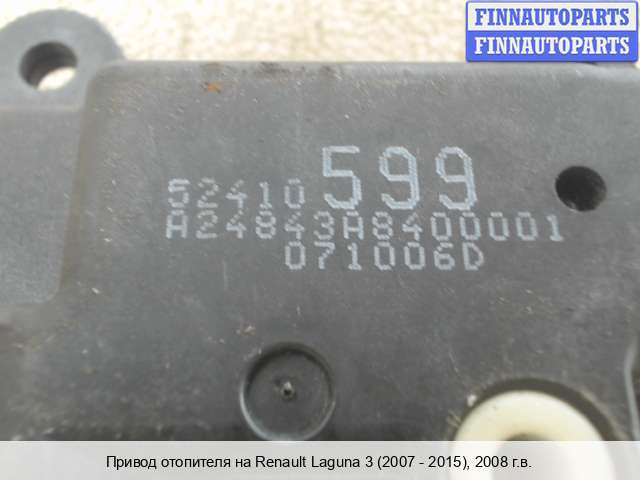 FINNAUTOPARTS
FINNAUTOPARTS
52410 599
A24843A8400001
071006D
Привод отопителя на Renault Laguna 3 (2007 - 2015), 2008 г.в.